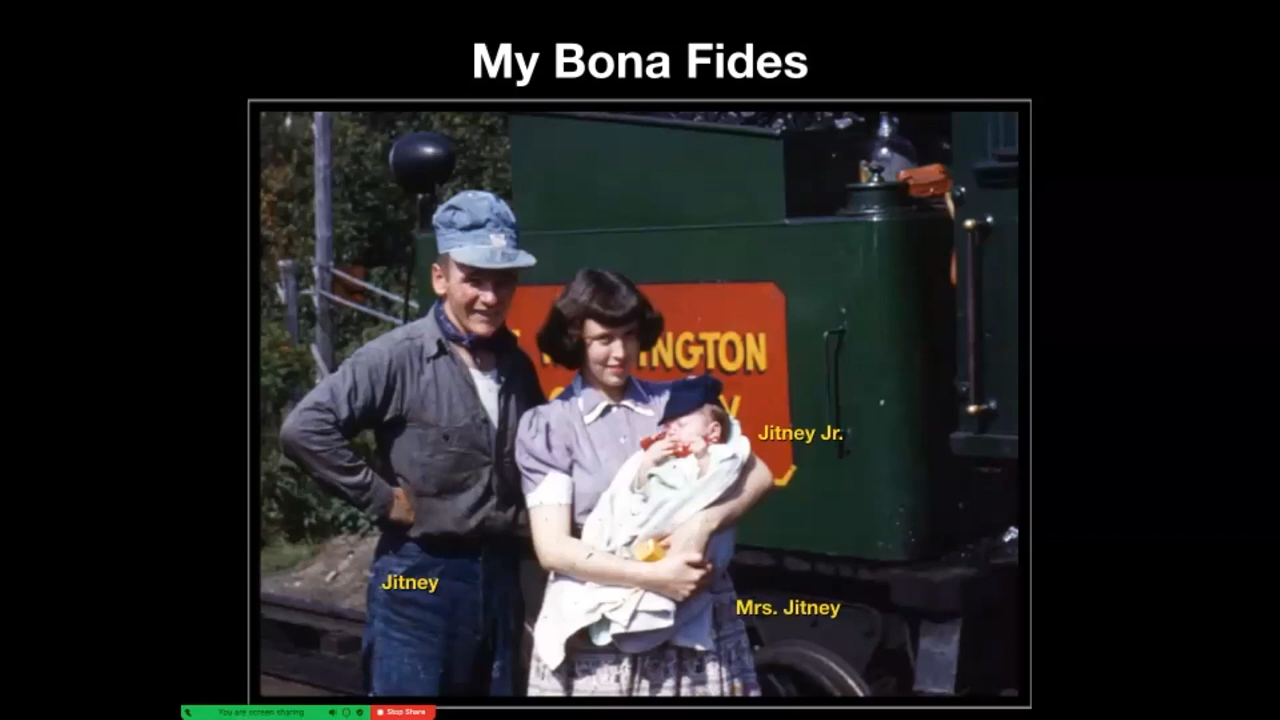 My Bona Fides
INGTON
Jitney Jr.
Jitney
Mrs. Jitney
You are screen sharing
Stop Share